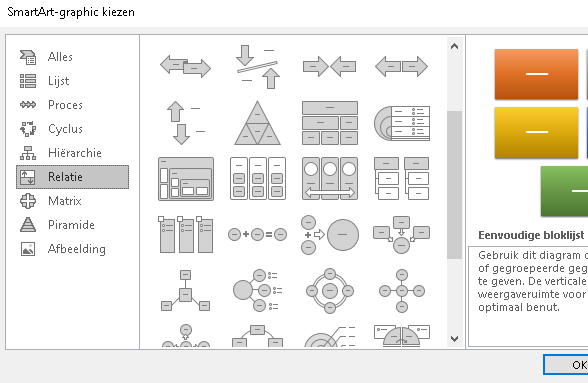 SmartArt-graphic kiezen
Alles
Lijst
Proces
Cyclus
Hiërarchie
Relatie
Matrix
Piramide
Afbeelding
Eenvoudige bloklijst
Gebruik dit diagram
of gegroepeerde
te geven. De verticale
weergaveruimte voor
optimaal benut.
OK